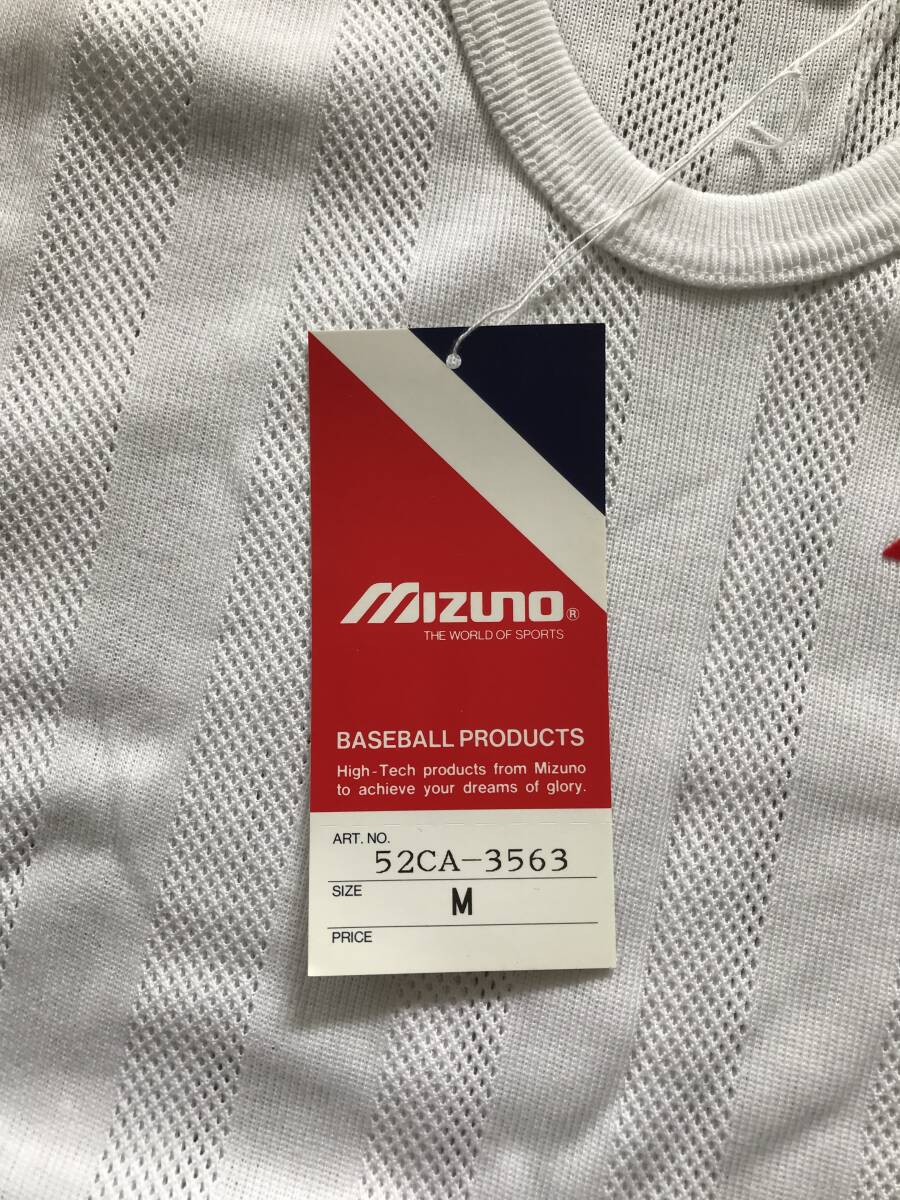 MIZUNO®
THE WORLD OF SPORTS
BASEBALL PRODUCTS
High-Tech products from Mizuno
to achieve your dreams of glory.
ART. NO.
52CA-3563
SIZE
M
PRICE